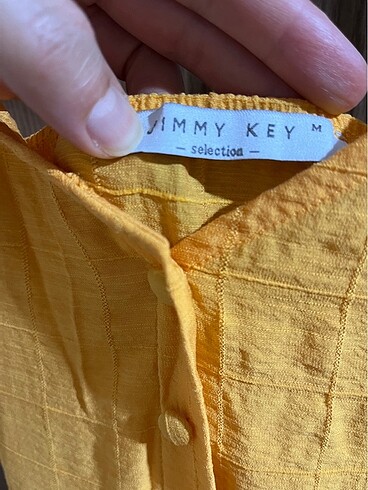 JIMMY KEY M
— selection —